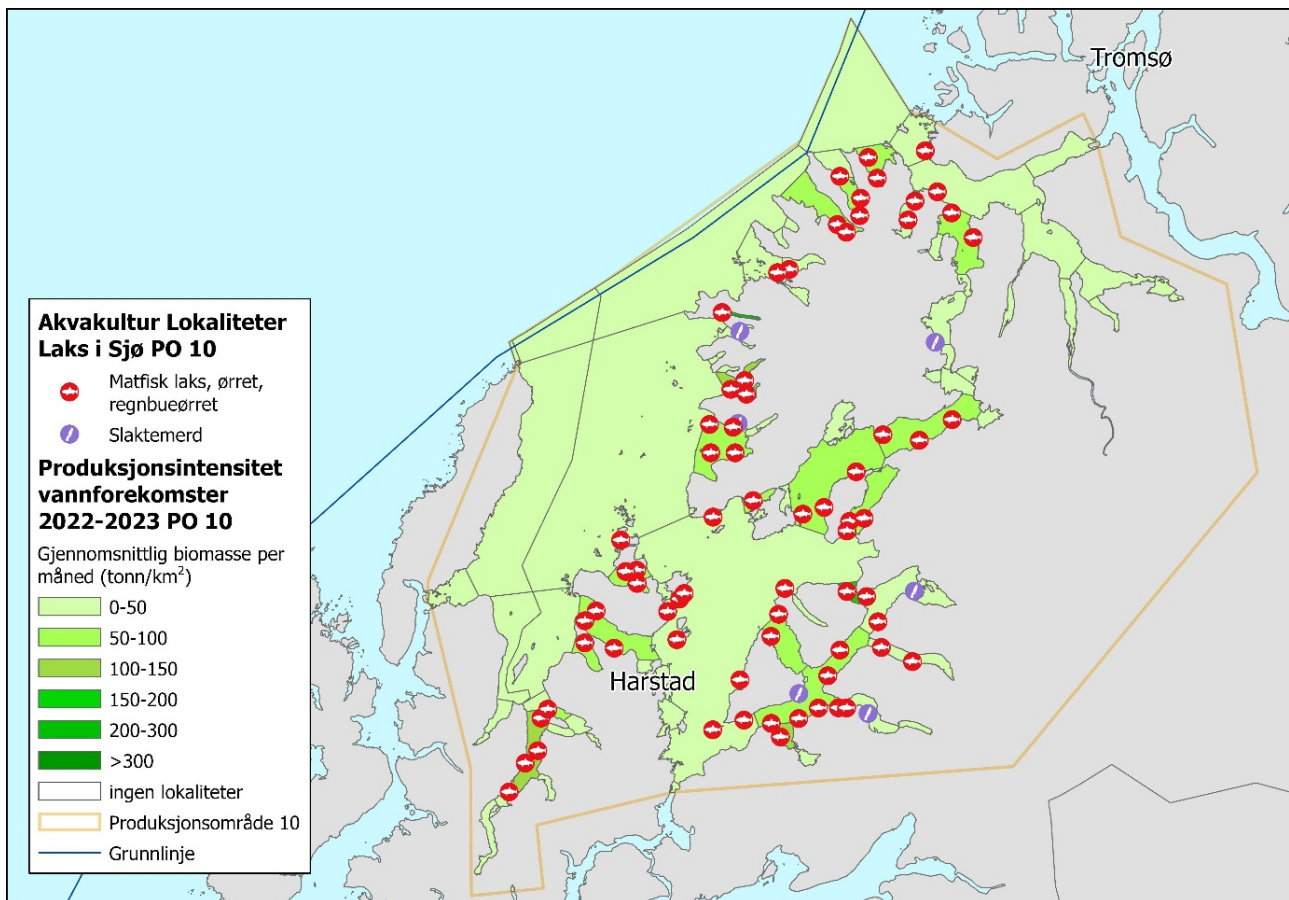 Tromsø
Harstad
Akvakultur Lokaliteter
Laks i Sjø PO 10
Matfisk laks, ørret,
regnbueørret
Slaktemerd
Produksjonsintensitet
vannforekomster
2022-2023 PO 10
Gjennomsnittlig biomasse per
måned (tonn/km²)
0-50
50-100
100-150
150-200
200-300
>300
ingen lokaliteter
Produksjonsområde 10
Grunnlinje